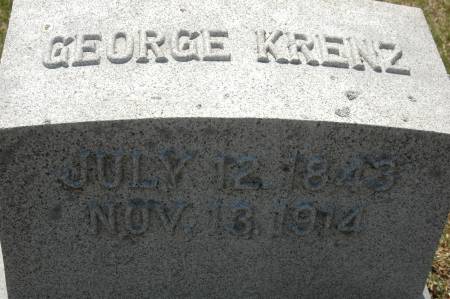 GEORGE KRENZ
JULY 12. 1843
NOV. 13. 1914